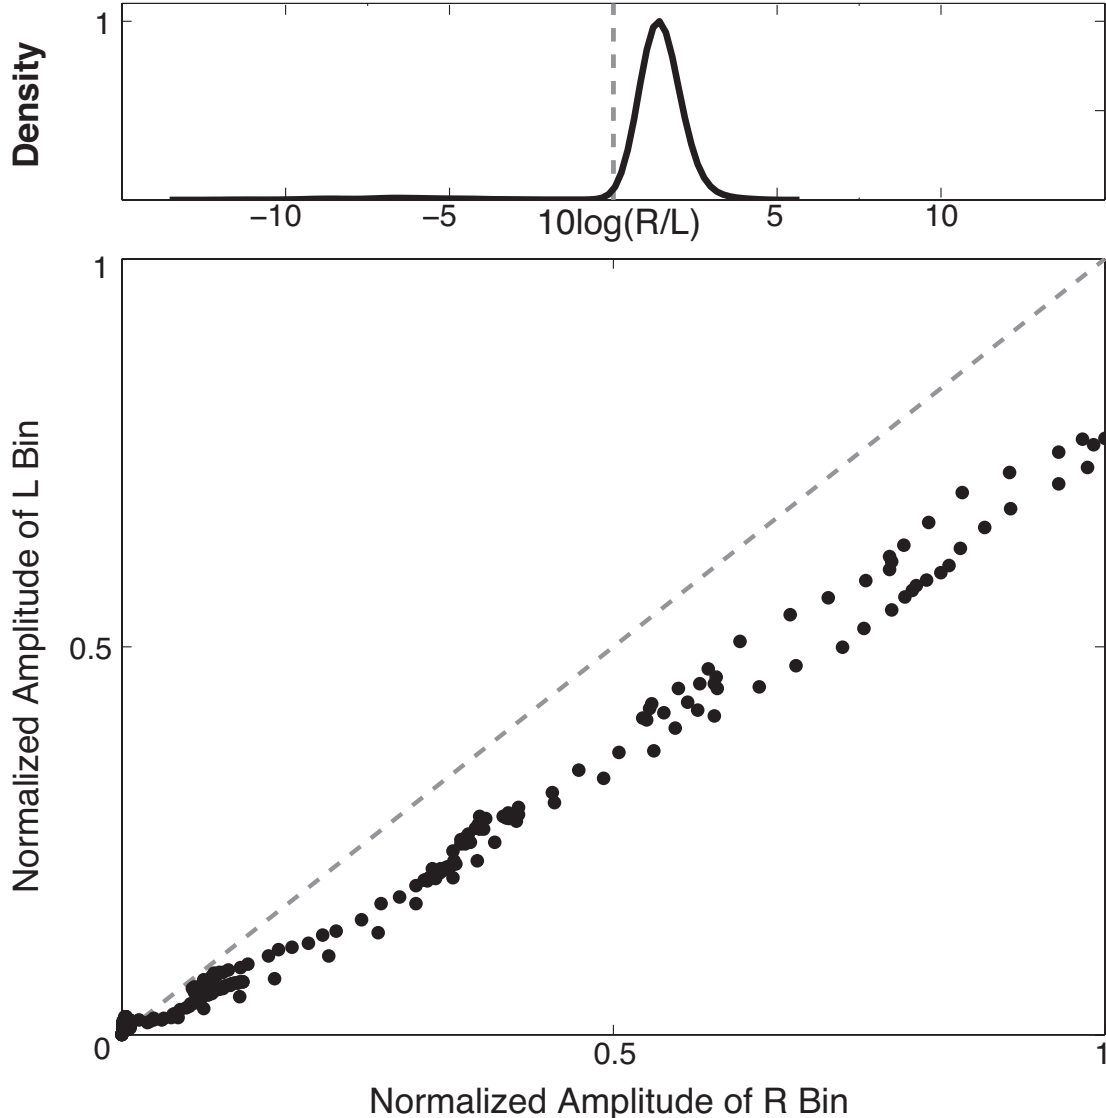 1
Density
−10
−5
10log(R/L)
5
10
1
0.5
0
Normalized Amplitude of L Bin
0.5
1
Normalized Amplitude of R Bin